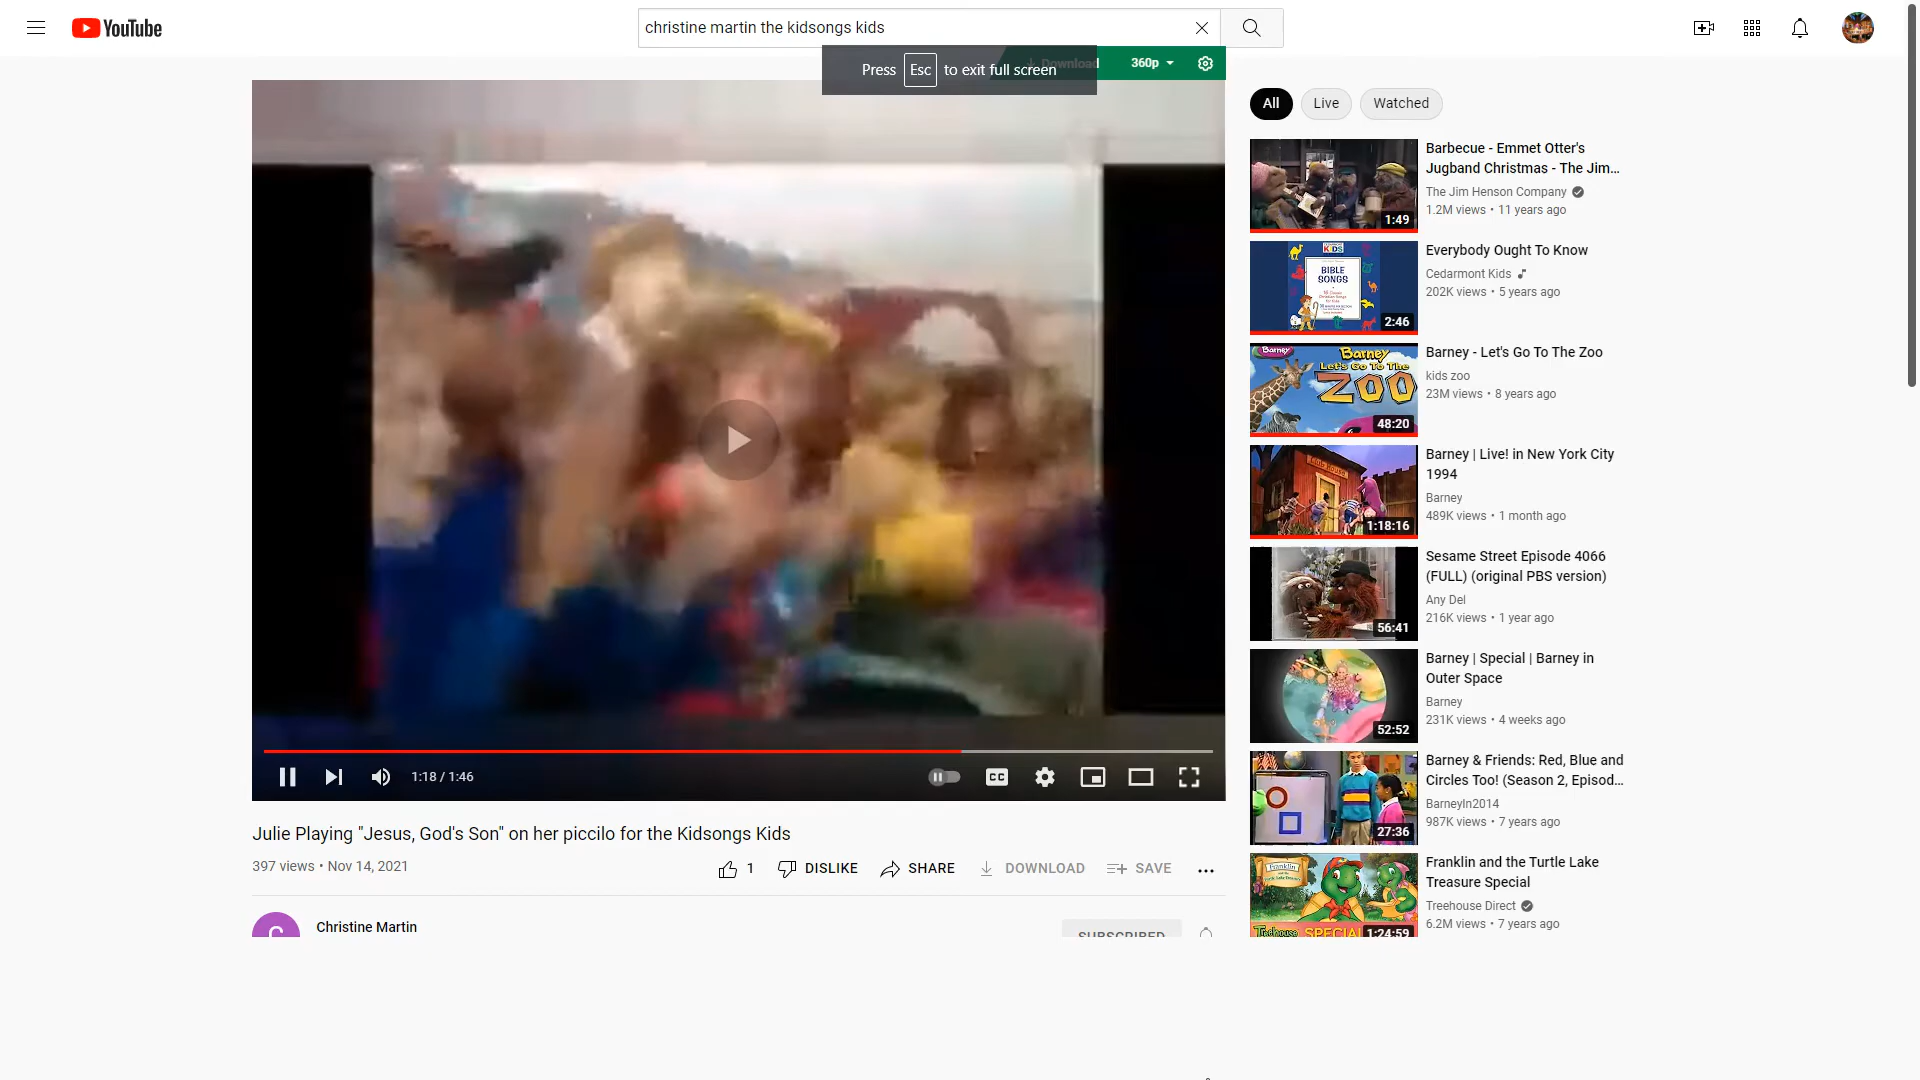 YouTube
christine martin the kidsongs kids
Press Esc to exit full screen
Download
360p
All
Live
Watched
Barbecue - Emmet Otter's
Jugband Christmas - The Jim...
The Jim Henson Company
1.2M views • 11 years ago
1:49
Everybody Ought To Know
Cedarmont Kids
202K views • 5 years ago
KIDS
BIBLE
SONGS
2:46
Barney - Let's Go To The Zoo
kids zoo
23M views • 8 years ago
Barney
Barney
Let's Go To The
ZOO
48:20
Barney | Live! in New York City
1994
Barney
489K views • 1 month ago
1:18:16
Sesame Street Episode 4066
(FULL) (original PBS version)
Any Del
216K views • 1 year ago
56:41
Barney | Special | Barney in
Outer Space
Barney
231K views • 4 weeks ago
52:52
Barney & Friends: Red, Blue and
Circles Too! (Season 2, Episod...
BarneyIn2014
987K views • 7 years ago
27:36
Franklin and the Turtle Lake
Treasure Special
Treehouse Direct
6.2M views • 7 years ago
Franklin
Treehouse SPECIAL
1:24:59
1:18 / 1:46
CC
Julie Playing "Jesus, God's Son" on her piccilo for the Kidsongs Kids
397 views • Nov 14, 2021
1
DISLIKE
SHARE
DOWNLOAD
SAVE
C
Christine Martin
SUBSCRIBED